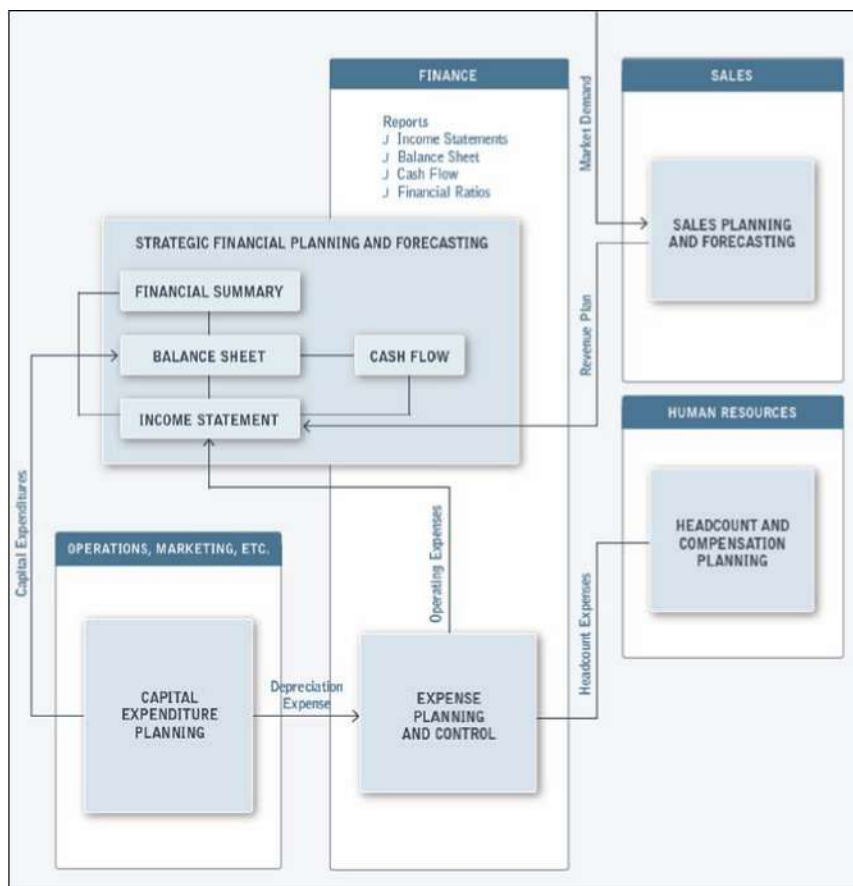 FINANCE
SALES
Reports
Income Statements
Balance Sheet
Cash Flow
Financial Ratios
Market Demand
SALES PLANNING
AND FORECASTING
STRATEGIC FINANCIAL PLANNING AND FORECASTING
FINANCIAL SUMMARY
BALANCE SHEET
CASH FLOW
INCOME STATEMENT
Revenue Plan
HUMAN RESOURCES
HEADCOUNT AND
COMPENSATION
PLANNING
Capital Expenditures
OPERATIONS, MARKETING, ETC.
Operating Expenses
Headcount Expenses
CAPITAL
EXPENDITURE
PLANNING
Depreciation
Expense
EXPENSE
PLANNING
AND CONTROL